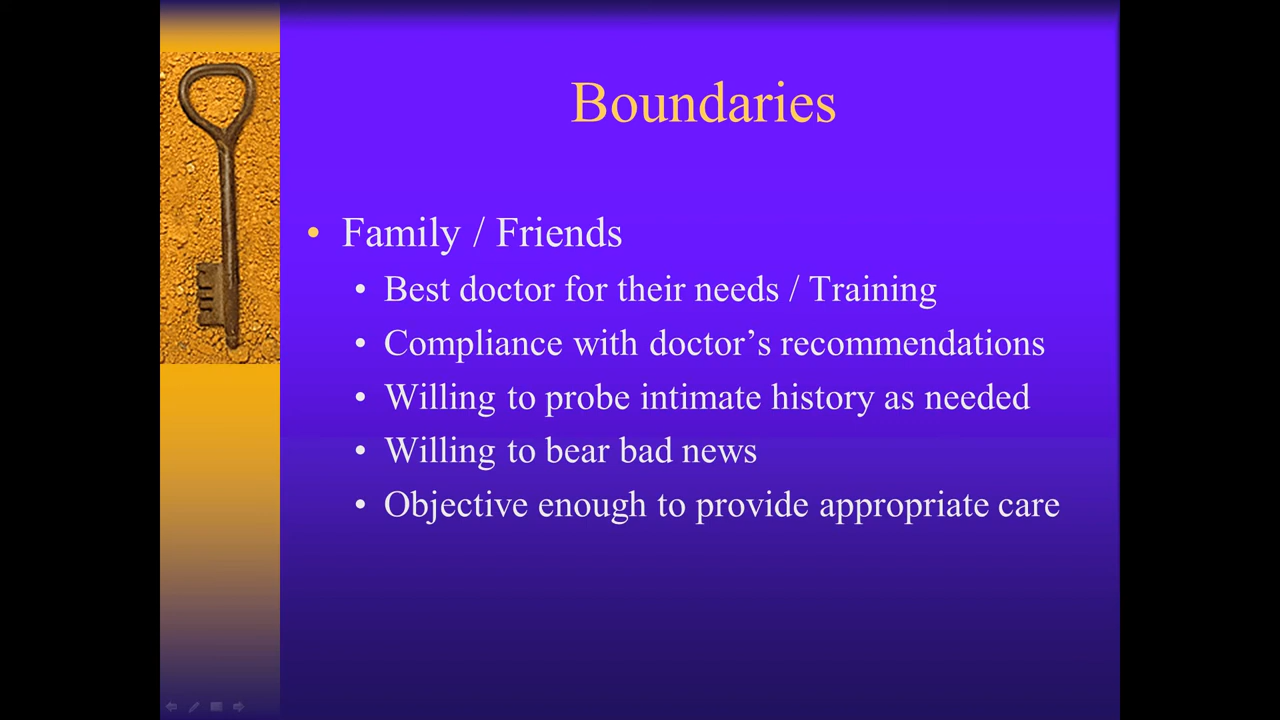 Boundaries
• Family / Friends
• Best doctor for their needs / Training
• Compliance with doctor’s recommendations
• Willing to probe intimate history as needed
• Willing to bear bad news
• Objective enough to provide appropriate care